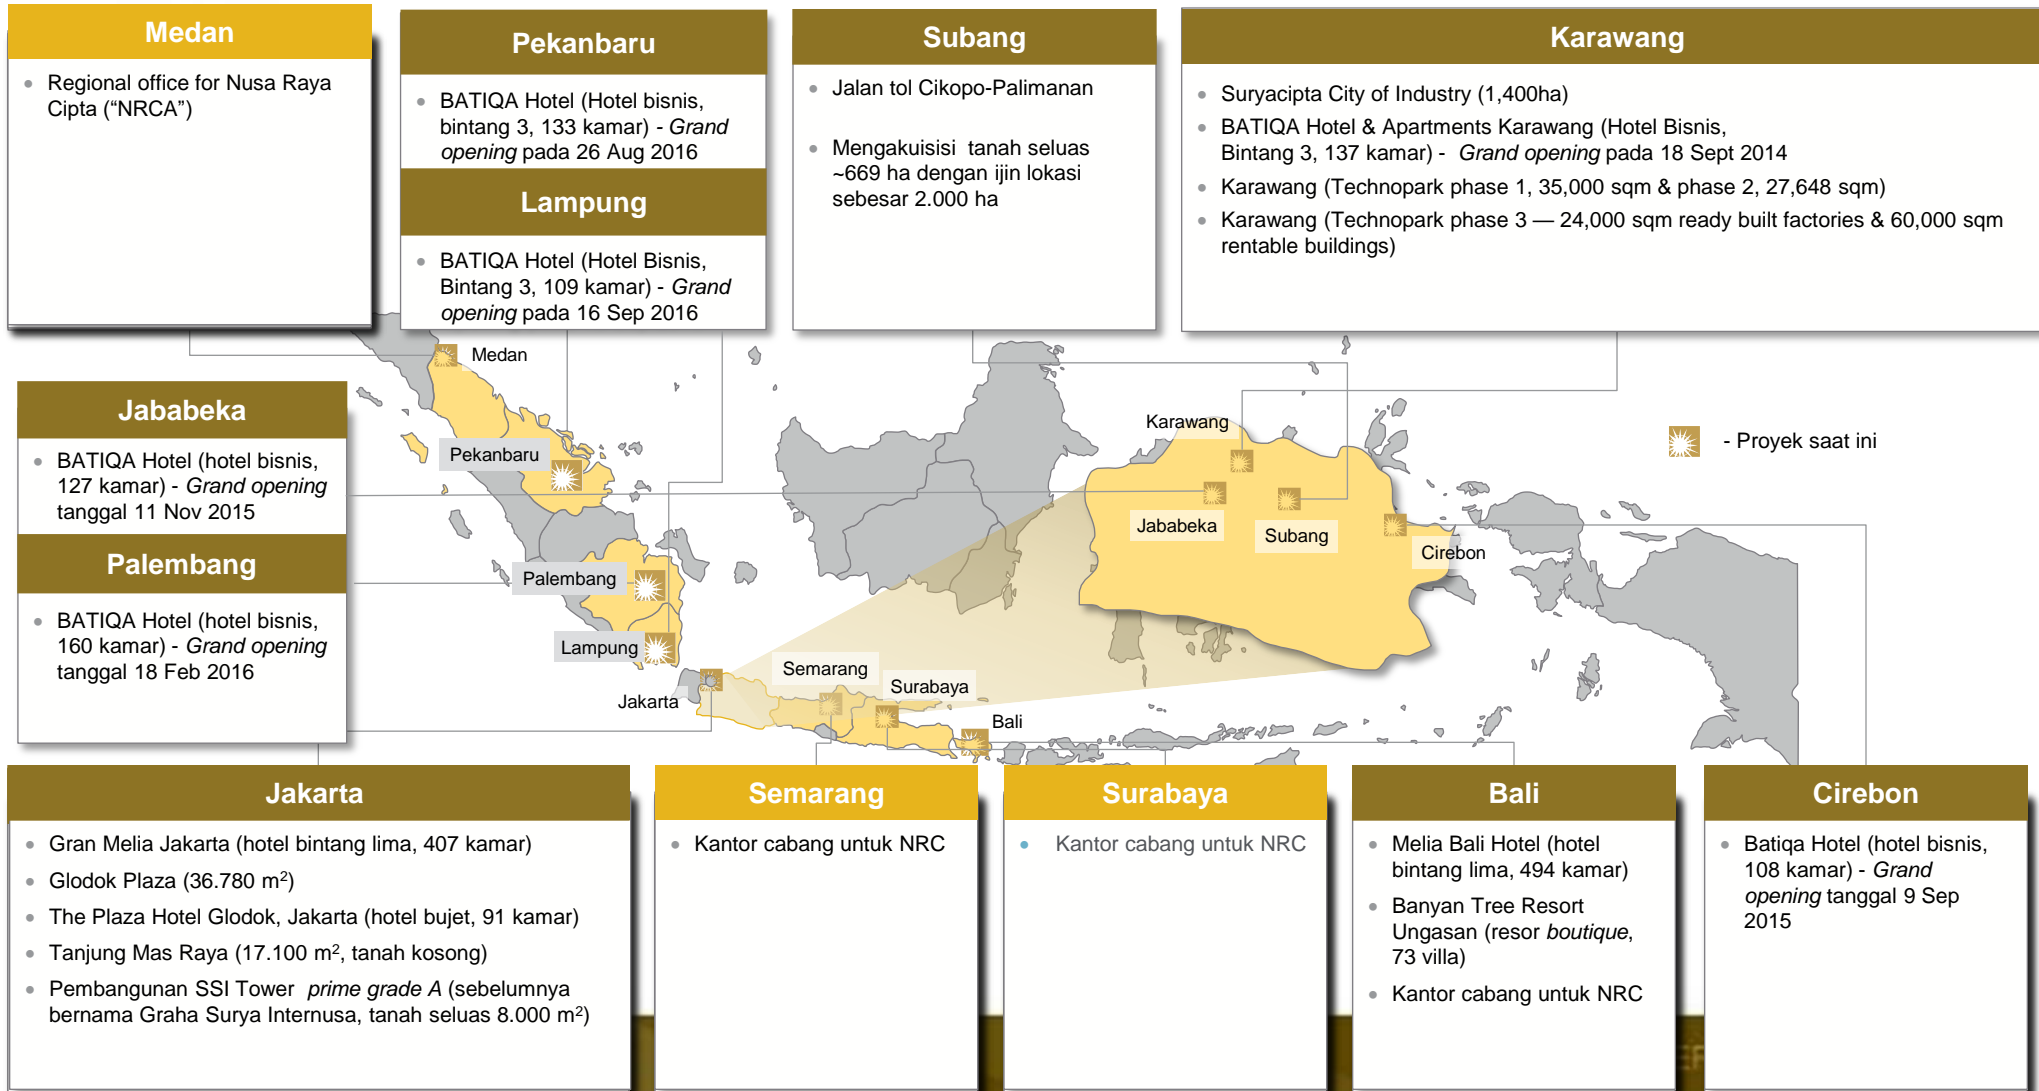 Medan
• Regional office for Nusa Raya
Cipta (“NRCA”)
Pekanbaru
• BATIQA Hotel (Hotel bisnis,
bintang 3, 133 kamar) - Grand
opening pada 26 Aug 2016
Lampung
• BATIQA Hotel (Hotel Bisnis,
Bintang 3, 109 kamar) - Grand
opening pada 16 Sep 2016
Subang
• Jalan tol Cikopo-Palimanan
• Mengakuisisi tanah seluas
~669 ha dengan ijin lokasi
sebesar 2.000 ha
Karawang
• Suryacipta City of Industry (1,400ha)
• BATIQA Hotel & Apartments Karawang (Hotel Bisnis,
Bintang 3, 137 kamar) - Grand opening pada 18 Sept 2014
• Karawang (Technopark phase 1, 35,000 sqm & phase 2, 27,648 sqm)
• Karawang (Technopark phase 3 — 24,000 sqm ready built factories & 60,000 sqm
rentable buildings)
Jababeka
• BATIQA Hotel (hotel bisnis,
127 kamar) - Grand opening
tanggal 11 Nov 2015
Palembang
• BATIQA Hotel (hotel bisnis,
160 kamar) - Grand opening
tanggal 18 Feb 2016
Medan
Pekanbaru
Palembang
Lampung
Jakarta
Semarang
Surabaya
Bali
Karawang
Jababeka
Subang
Cirebon
- Proyek saat ini
Jakarta
• Gran Melia Jakarta (hotel bintang lima, 407 kamar)
• Glodok Plaza (36.780 m²)
• The Plaza Hotel Glodok, Jakarta (hotel bujet, 91 kamar)
• Tanjung Mas Raya (17.100 m², tanah kosong)
• Pembangunan SSI Tower prime grade A (sebelumnya
bernama Graha Surya Internusa, tanah seluas 8.000 m²)
Semarang
• Kantor cabang untuk NRC
Surabaya
• Kantor cabang untuk NRC
Bali
• Melia Bali Hotel (hotel
bintang lima, 494 kamar)
• Banyan Tree Resort
Ungasan (resor boutique,
73 villa)
• Kantor cabang untuk NRC
Cirebon
• Batiqa Hotel (hotel bisnis,
108 kamar) - Grand
opening tanggal 9 Sep
2015